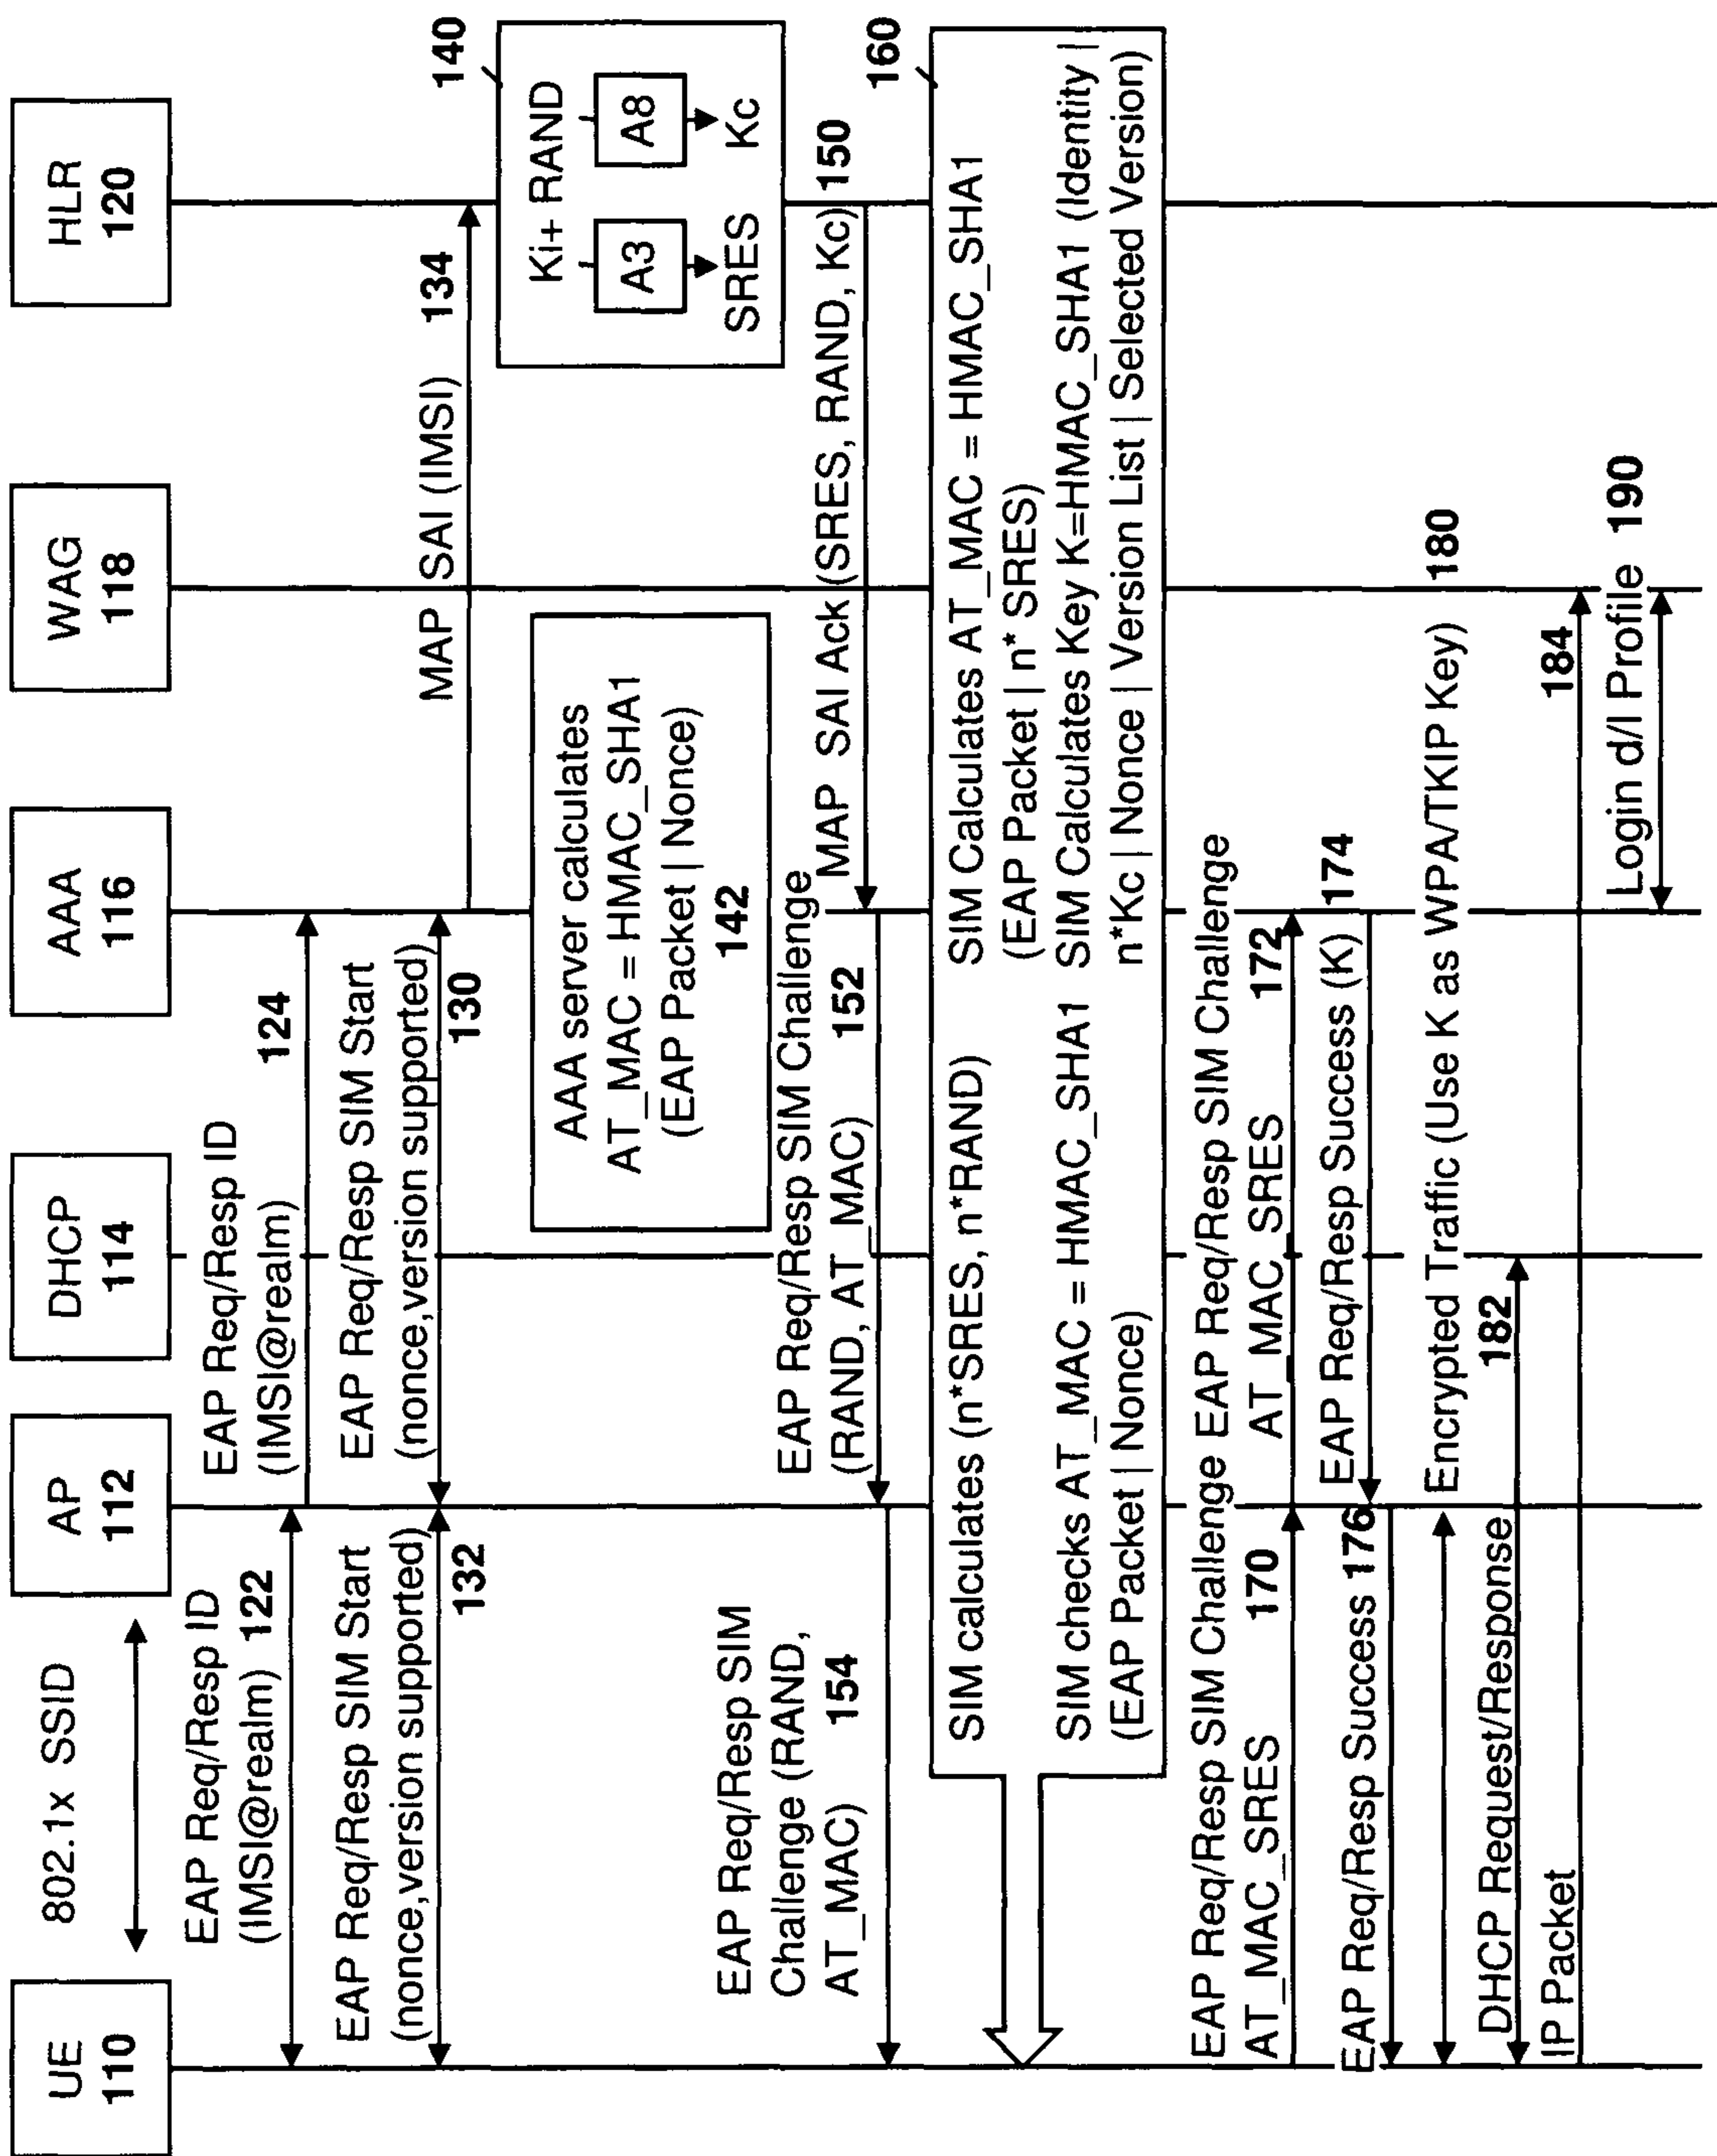 UE
110
AP
112
DHCP
114
AAA
116
WAG
118
HLR
120
802.1x SSID
EAP Req/Resp ID
(IMSI@realm) 122
EAP Req/Resp ID
(IMSI@realm)
124
EAP Req/Resp SIM Start
(nonce,version supported)
132
EAP Req/Resp SIM Start
(nonce,version supported)
130
MAP SAI (IMSI)
134
140
Ki+ RAND
A3
A8
SRES
Kc
AAA server calculates
AT_MAC = HMAC_SHA1
(EAP Packet | Nonce)
142
MAP SAI Ack (SRES, RAND, Kc) 150
EAP Req/Resp SIM Challenge
(RAND, AT_MAC)
152
EAP Req/Resp SIM
Challenge (RAND,
AT_MAC)
154
160
SIM calculates (n*SRES, n*RAND)
SIM Calculates AT_MAC = HMAC_SHA1
(EAP Packet | n* SRES)
SIM checks AT_MAC = HMAC_SHA1
(EAP Packet | Nonce)
SIM Calculates Key K=HMAC_SHA1 (Identity |
n*Kc | Nonce | Version List | Selected Version)
EAP Req/Resp SIM Challenge
AT_MAC_SRES
170
EAP Req/Resp SIM Challenge
AT_MAC_SRES
172
EAP Req/Resp Success (K)
174
EAP Req/Resp Success 176
Encrypted Traffic (Use K as WPA/TKIP Key)
180
DHCP Request/Response
182
IP Packet
184
Login d/l Profile 190